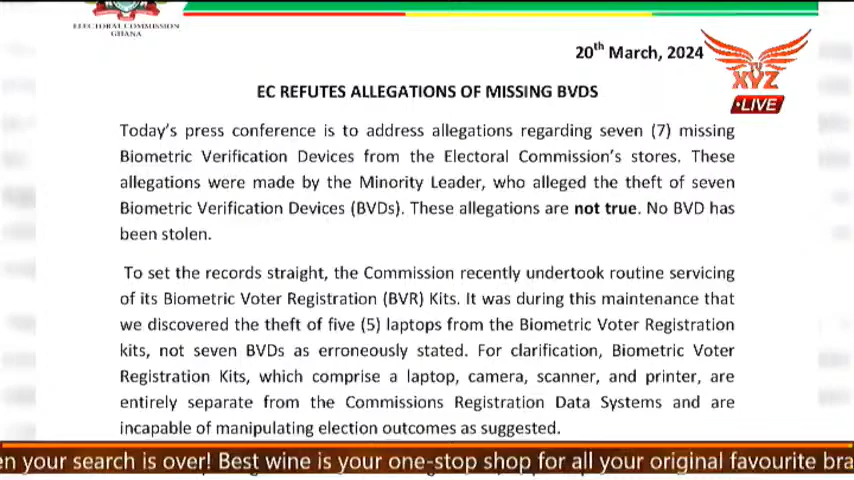 ELECTORAL COMMISSION
GHANA
20th March, 2024
TV
XYZ
•LIVE
EC REFUTES ALLEGATIONS OF MISSING BVDS
Today's press conference is to address allegations regarding seven (7) missing
Biometric Verification Devices from the Electoral Commission's stores. These
allegations were made by the Minority Leader, who alleged the theft of seven
Biometric Verification Devices (BVDs). These allegations are not true. No BVD has
been stolen.
To set the records straight, the Commission recently undertook routine servicing
of its Biometric Voter Registration (BVR) Kits. It was during this maintenance that
we discovered the theft of five (5) laptops from the Biometric Voter Registration
kits, not seven BVDs as erroneously stated. For clarification, Biometric Voter
Registration Kits, which comprise a laptop, camera, scanner, and printer, are
entirely separate from the Commissions Registration Data Systems and are
incapable of manipulating election outcomes as suggested.
en your search is over! Best wine is your one-stop shop for all your original favourite bra